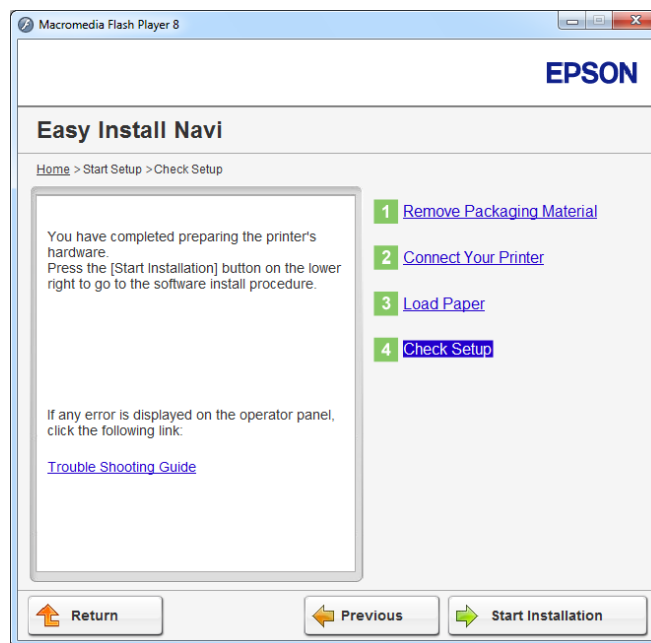 Macromedia Flash Player 8
EPSON
Easy Install Navi
Home > Start Setup >Check Setup
You have completed preparing the printer's
hardware.
Press the [Start Installation] button on the lower
right to go to the software install procedure.
If any error is displayed on the operator panel,
click the following link:
Trouble Shooting Guide
1 Remove Packaging Material
2 Connect Your Printer
3 Load Paper
4 Check Setup
Return
Previous
Start Installation